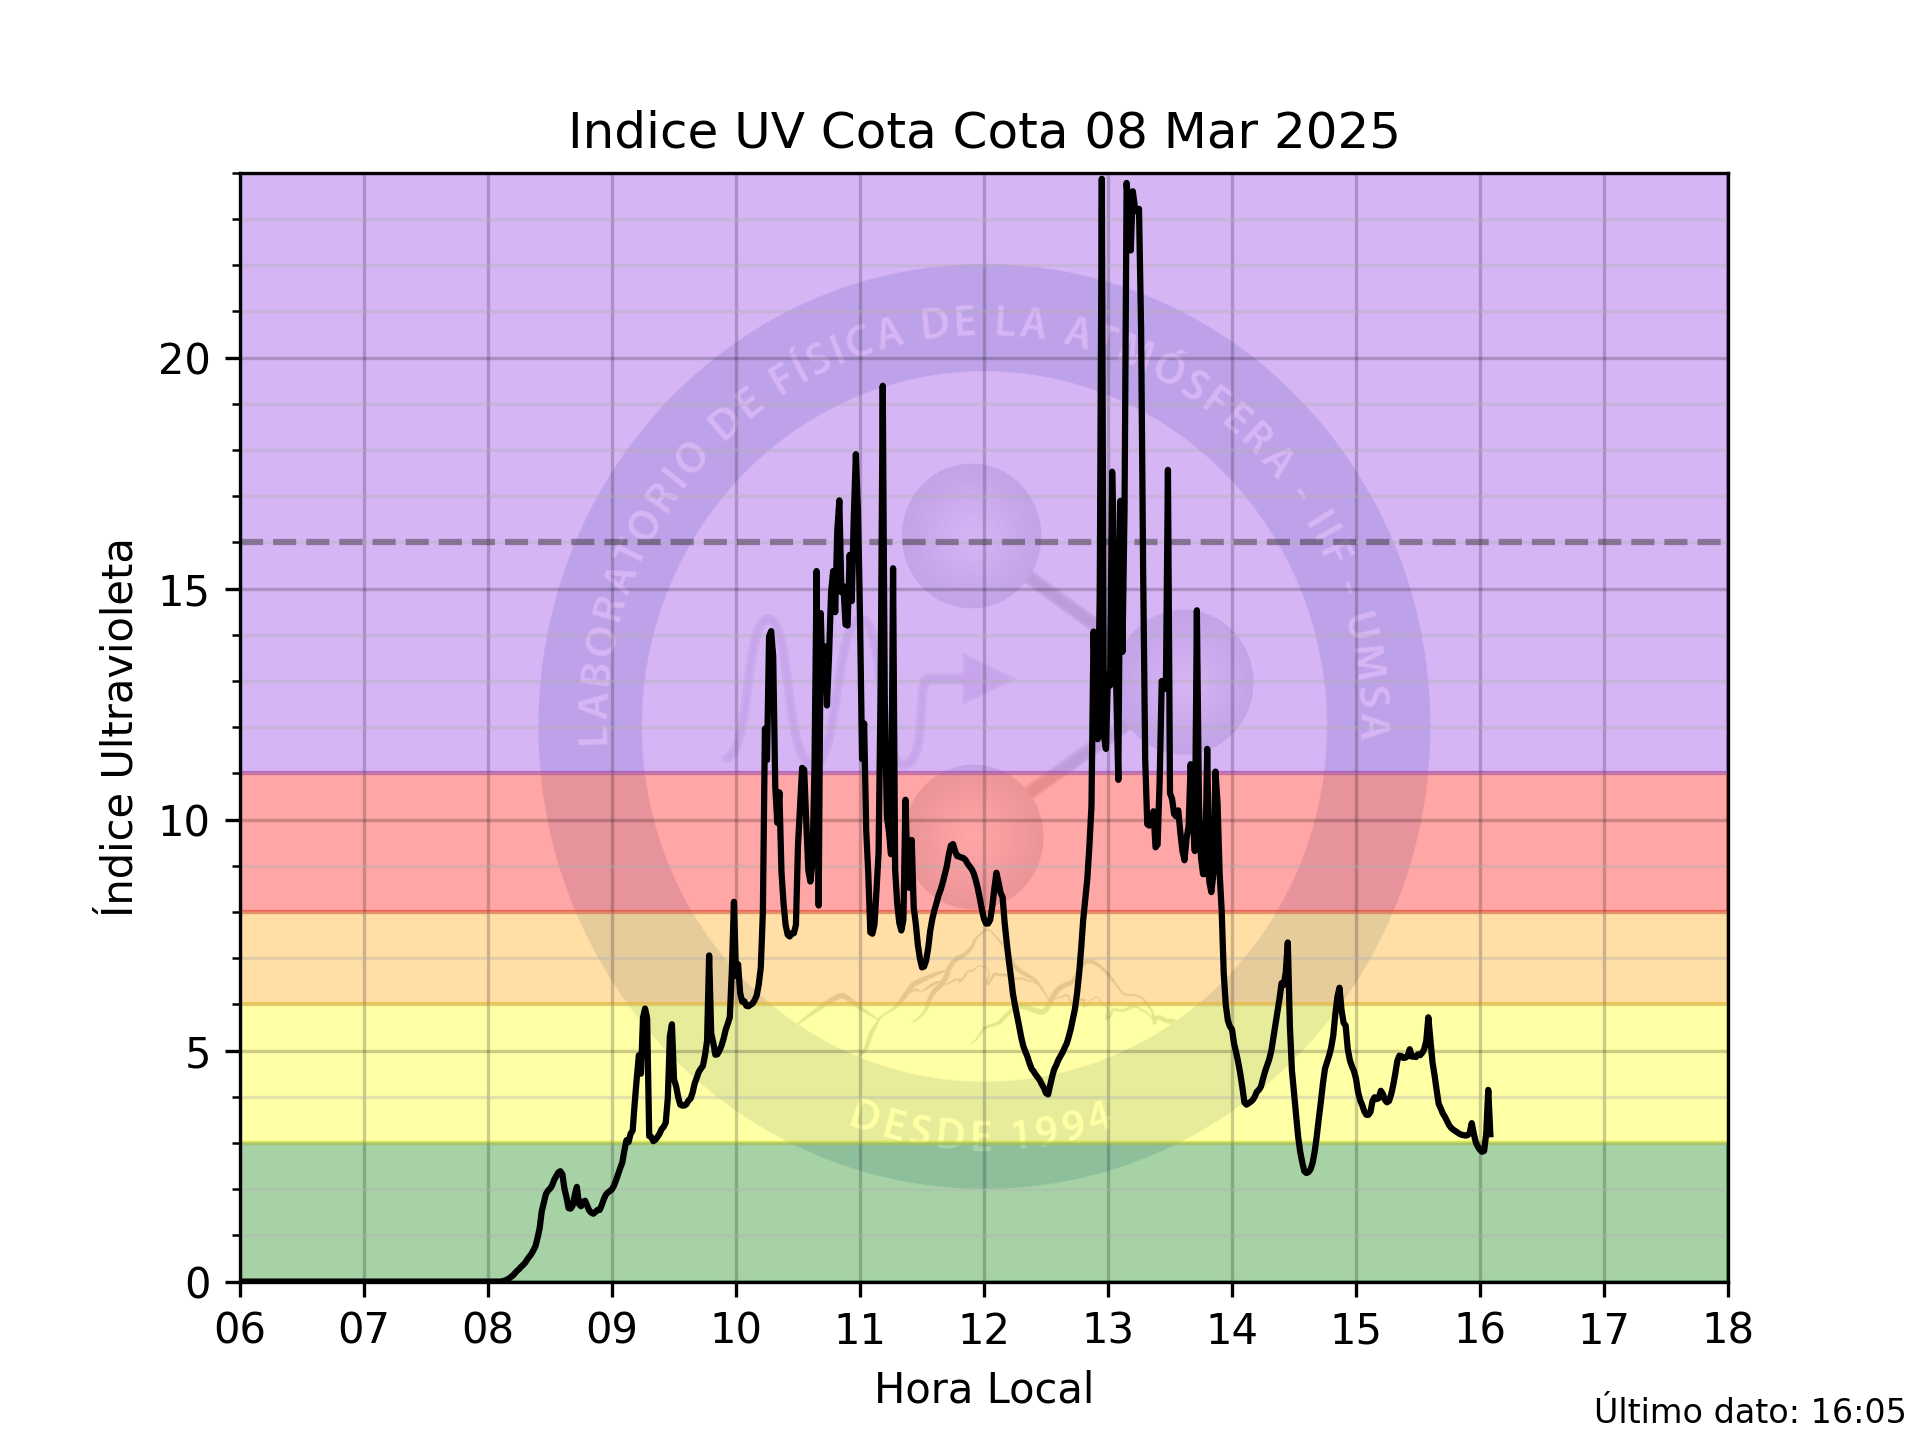 Indice UV Cota Cota 08 Mar 2025
Índice Ultravioleta
20
15
10
5
0
LABORATORIO DE FÍSICA DE LA ATMÓSFERA - IIF - UMSA
DESDE 1994
06 07 08 09 10 11 12 13 14 15 16 17 18
Hora Local
Último dato: 16:05